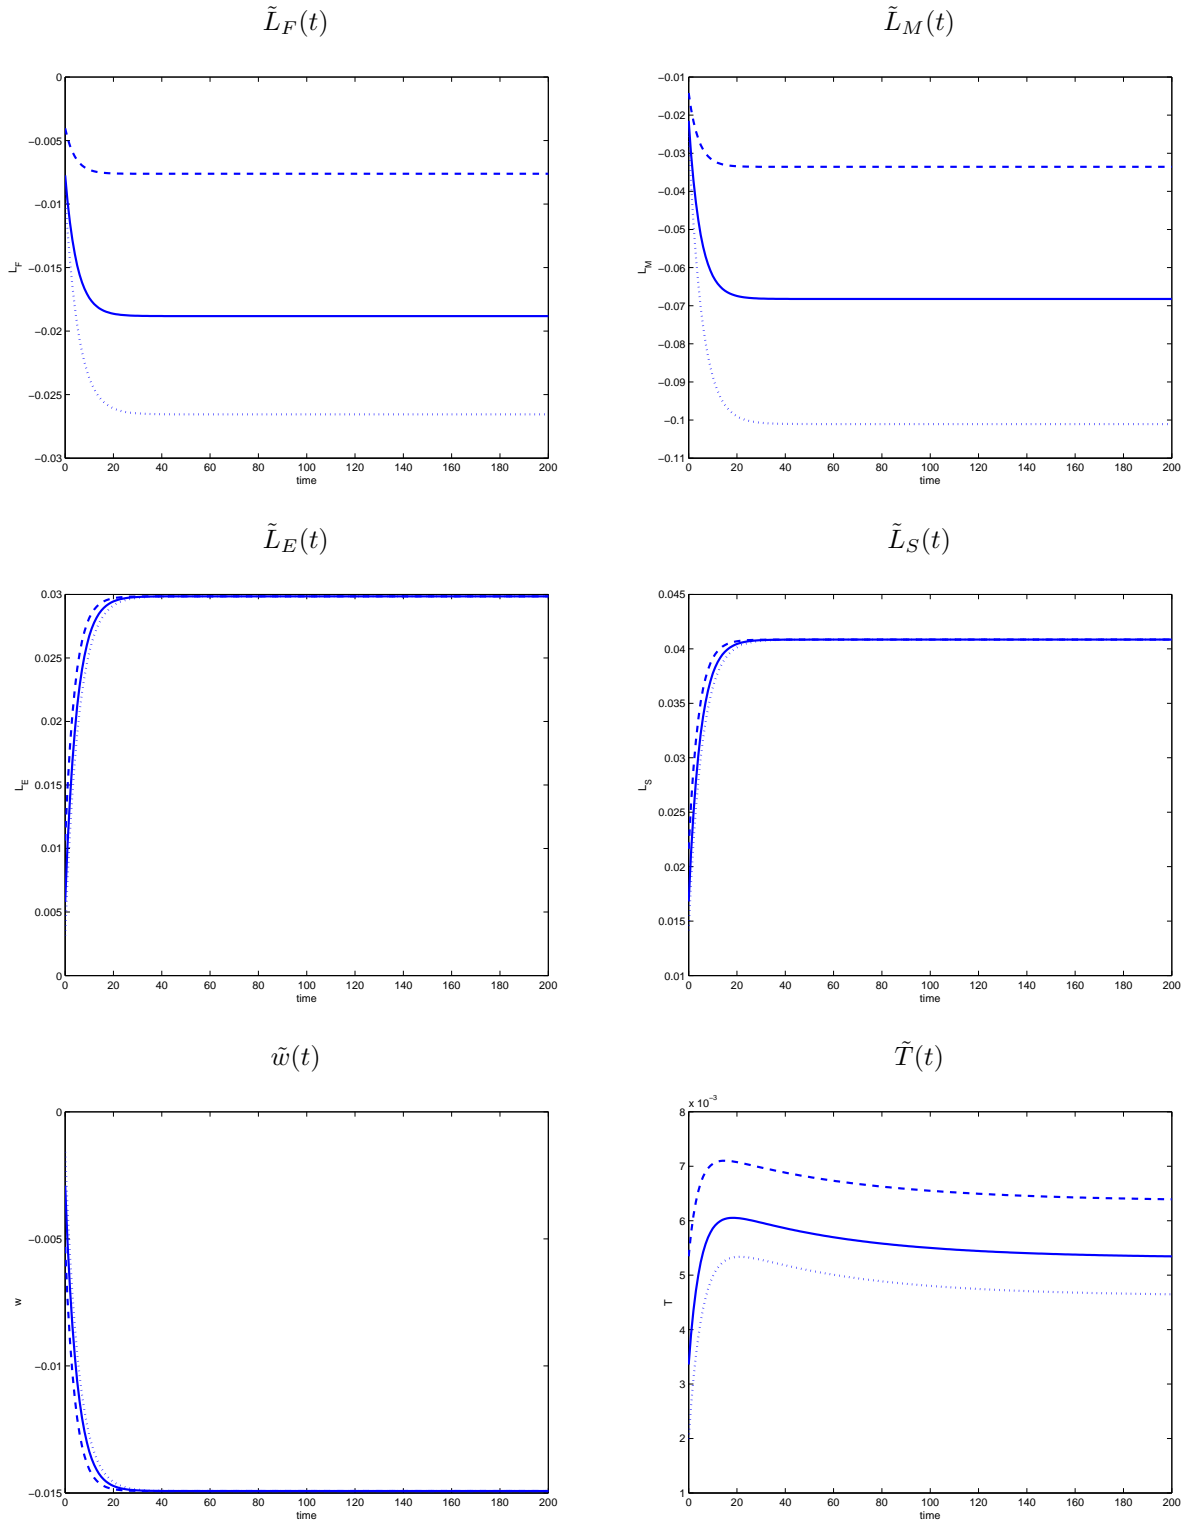 L̃_F(t)
L̃_M(t)
0
−0.005
−0.01
−0.015
−0.02
−0.025
−0.03
L_F
0 20 40 60 80 100 120 140 160 180 200
time
−0.01
−0.02
−0.03
−0.04
−0.05
−0.06
−0.07
−0.08
−0.09
−0.1
−0.11
L_M
0 20 40 60 80 100 120 140 160 180 200
time
L̃_E(t)
L̃_S(t)
0.03
0.025
0.02
0.015
0.01
0.005
0
L_E
0 20 40 60 80 100 120 140 160 180 200
time
0.045
0.04
0.035
0.03
0.025
0.02
0.015
0.01
L_S
0 20 40 60 80 100 120 140 160 180 200
time
w̃(t)
T̃(t)
0
−0.005
−0.01
−0.015
w
0 20 40 60 80 100 120 140 160 180 200
time
x 10⁻³
8
7
6
5
4
3
2
1
T
0 20 40 60 80 100 120 140 160 180 200
time